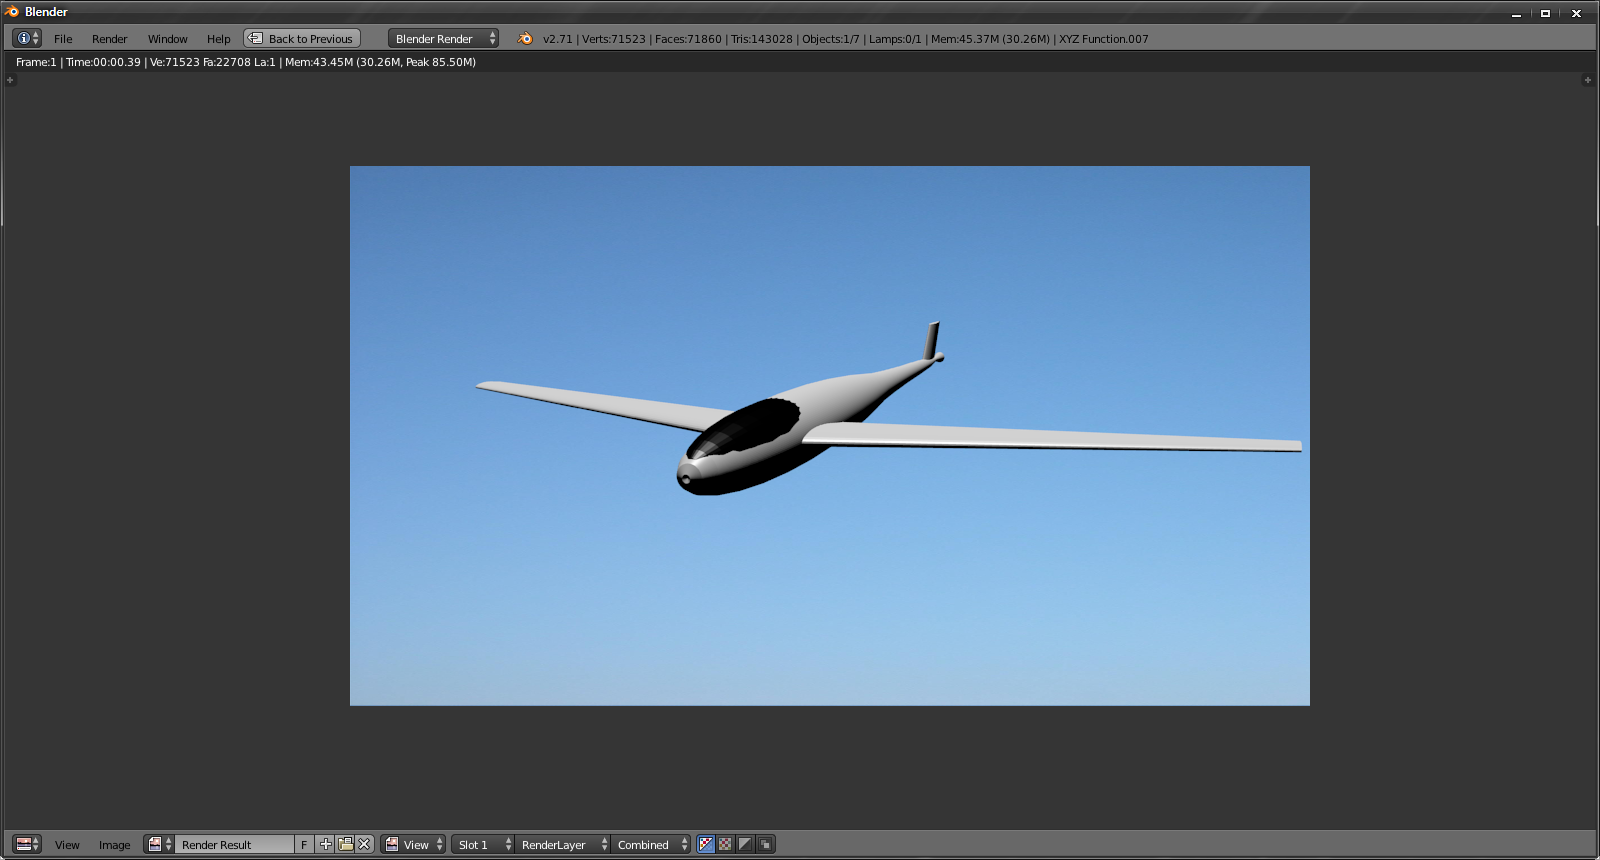 Blender
File Render Window Help Back to Previous Blender Render v2.71 | Verts:71523 | Faces:71860 | Tris:143028 | Objects:1/7 | Lamps:0/1 | Mem:45.37M (30.26M) | XYZ Function.007
Frame:1 | Time:00:00.39 | Ve:71523 Fa:22708 La:1 | Mem:43.45M (30.26M, Peak 85.50M)
View Image Render Result F View Slot 1 RenderLayer Combined